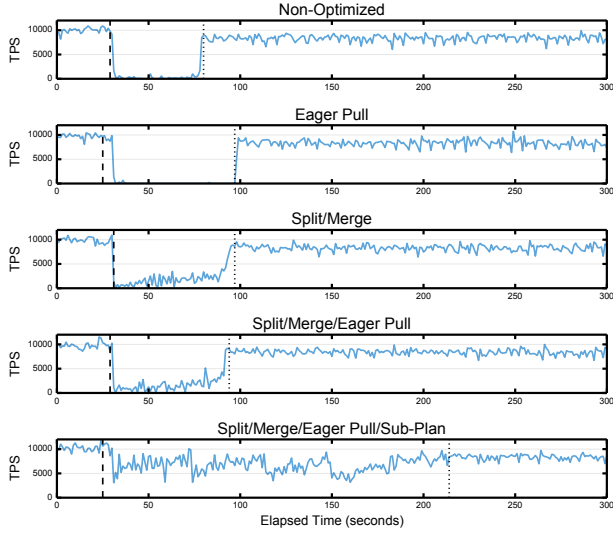 Non-Optimized
TPS
10000
5000
0
0 50 100 150 200 250 300
Eager Pull
TPS
10000
5000
0
0 50 100 150 200 250 300
Split/Merge
TPS
10000
5000
0
0 50 100 150 200 250 300
Split/Merge/Eager Pull
TPS
10000
5000
0
0 50 100 150 200 250 300
Split/Merge/Eager Pull/Sub-Plan
TPS
10000
5000
0
0 50 100 150 200 250 300
Elapsed Time (seconds)